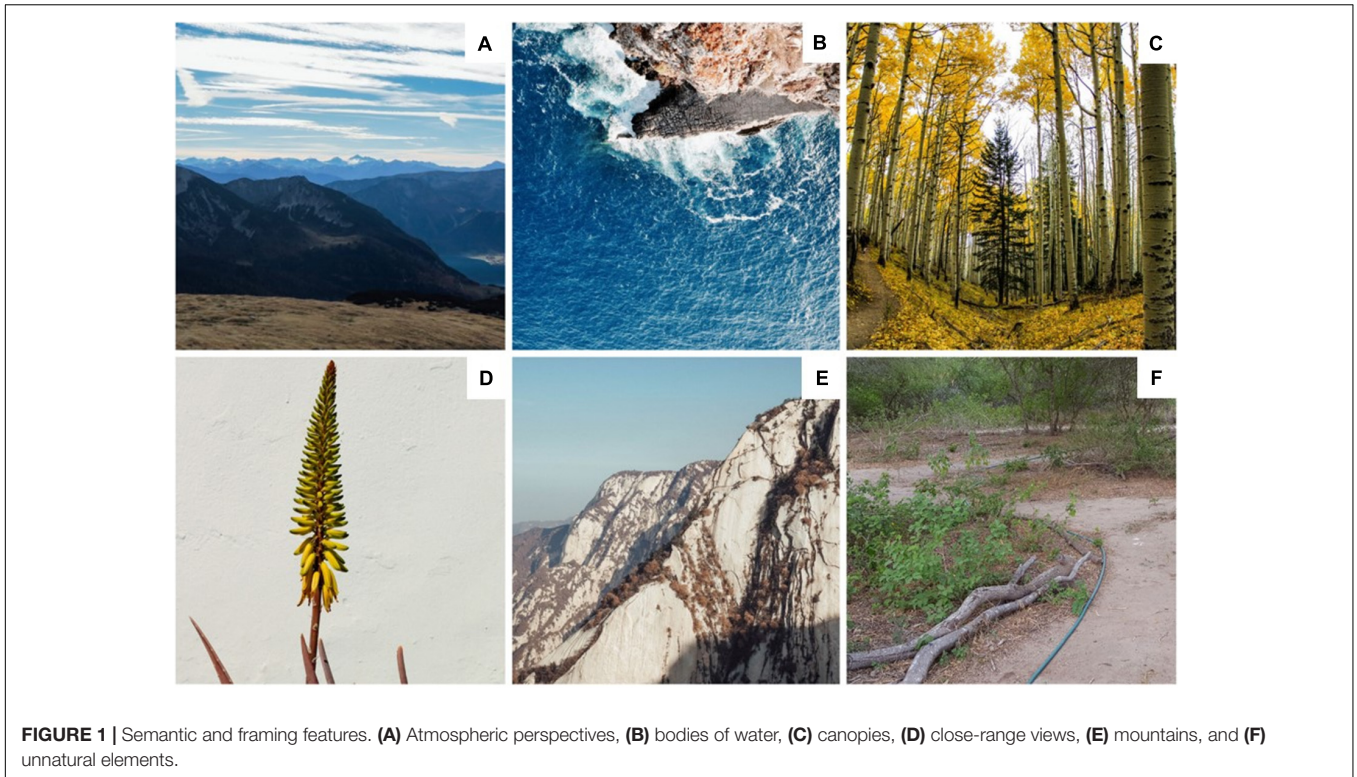 A
B
C
D
E
F
FIGURE 1 | Semantic and framing features. (A) Atmospheric perspectives, (B) bodies of water, (C) canopies, (D) close-range views, (E) mountains, and (F)
unnatural elements.